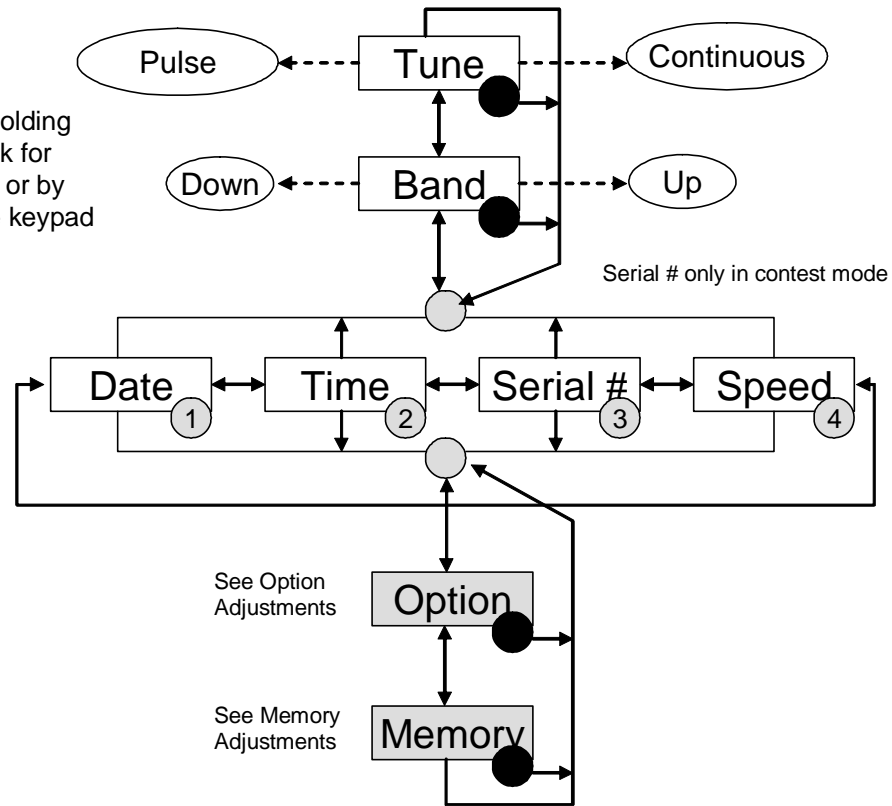 Pulse
Tune
Continuous
olding
k for
or by
keypad
Down
Band
Up
Serial # only in contest mode
Date
1
Time
2
Serial #
3
Speed
4
See Option
Adjustments
Option
See Memory
Adjustments
Memory